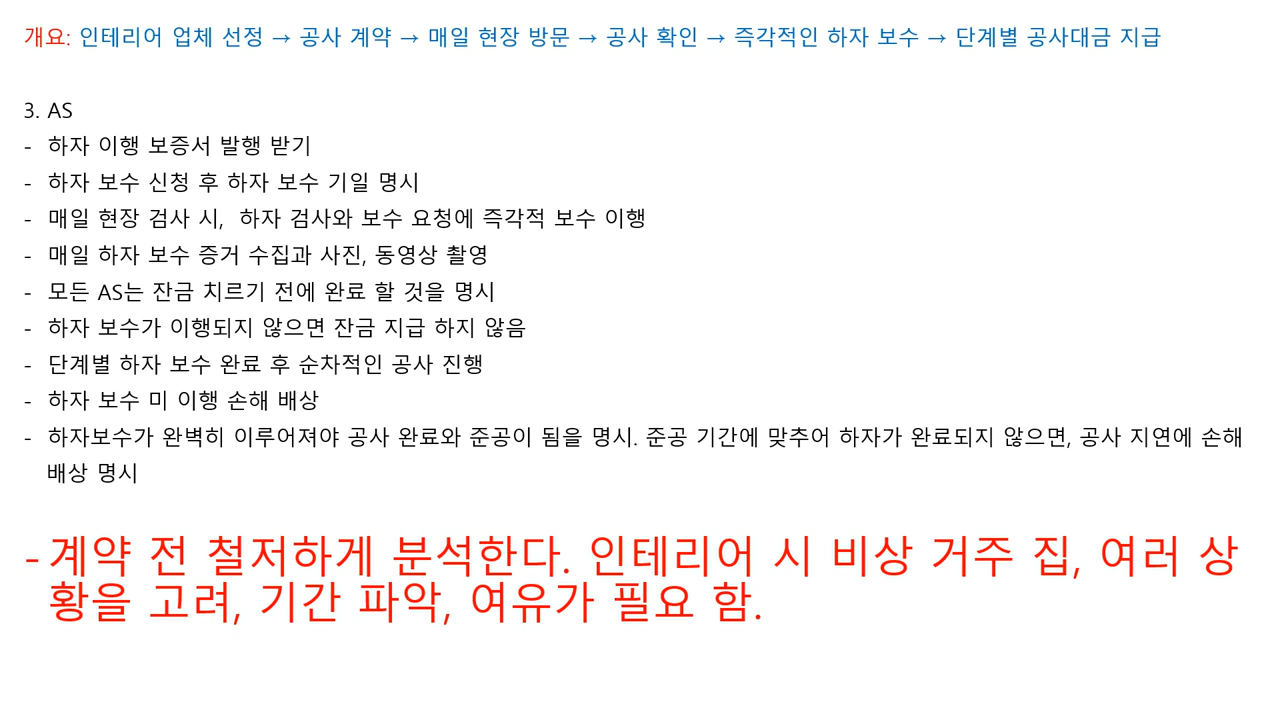 개요: 인테리어 업체 선정 → 공사 계약 → 매일 현장 방문 → 공사 확인 → 즉각적인 하자 보수 → 단계별 공사대금 지급
3. AS
- 하자 이행 보증서 발행 받기
- 하자 보수 신청 후 하자 보수 기일 명시
- 매일 현장 검사 시, 하자 검사와 보수 요청에 즉각적 보수 이행
- 매일 하자 보수 증거 수집과 사진, 동영상 촬영
- 모든 AS는 잔금 치르기 전에 완료 할 것을 명시
- 하자 보수가 이행되지 않으면 잔금 지급 하지 않음
- 단계별 하자 보수 완료 후 순차적인 공사 진행
- 하자 보수 미 이행 손해 배상
- 하자보수가 완벽히 이루어져야 공사 완료와 준공이 됨을 명시. 준공 기간에 맞추어 하자가 완료되지 않으면, 공사 지연에 손해
배상 명시
- 계약 전 철저하게 분석한다. 인테리어 시 비상 거주 집, 여러 상
황을 고려, 기간 파악, 여유가 필요 함.